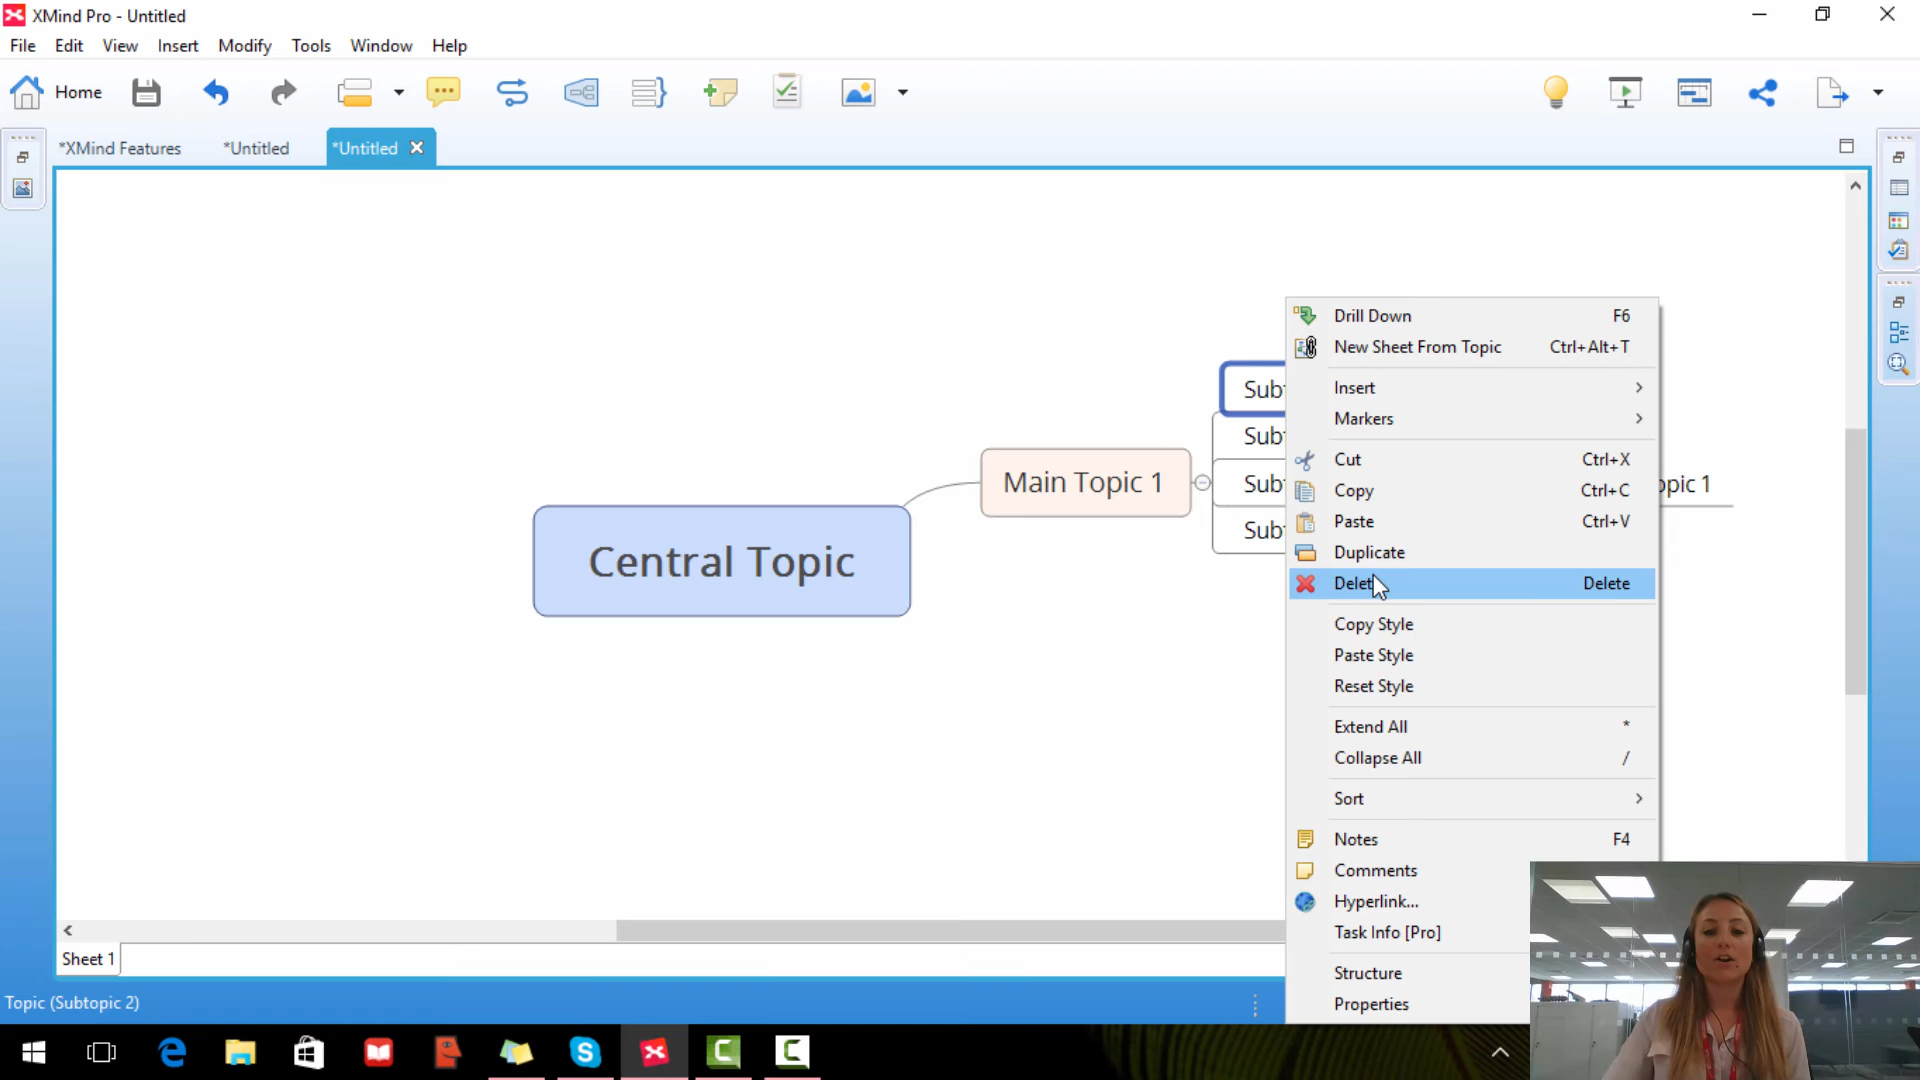 XMind Pro - Untitled
File Edit View Insert Modify Tools Window Help
Home
*XMind Features *Untitled *Untitled
Drill Down F6
New Sheet From Topic Ctrl+Alt+T
Insert
Markers
Cut Ctrl+X
Copy Ctrl+C
Paste Ctrl+V
Duplicate
Delet Delete
Copy Style
Paste Style
Reset Style
Extend All *
Collapse All /
Sort
Notes F4
Comments
Hyperlink...
Task Info [Pro]
Structure
Properties
Sub
Sub
Sub
Sub
Main Topic 1
opic 1
Central Topic
Sheet 1
Topic (Subtopic 2)